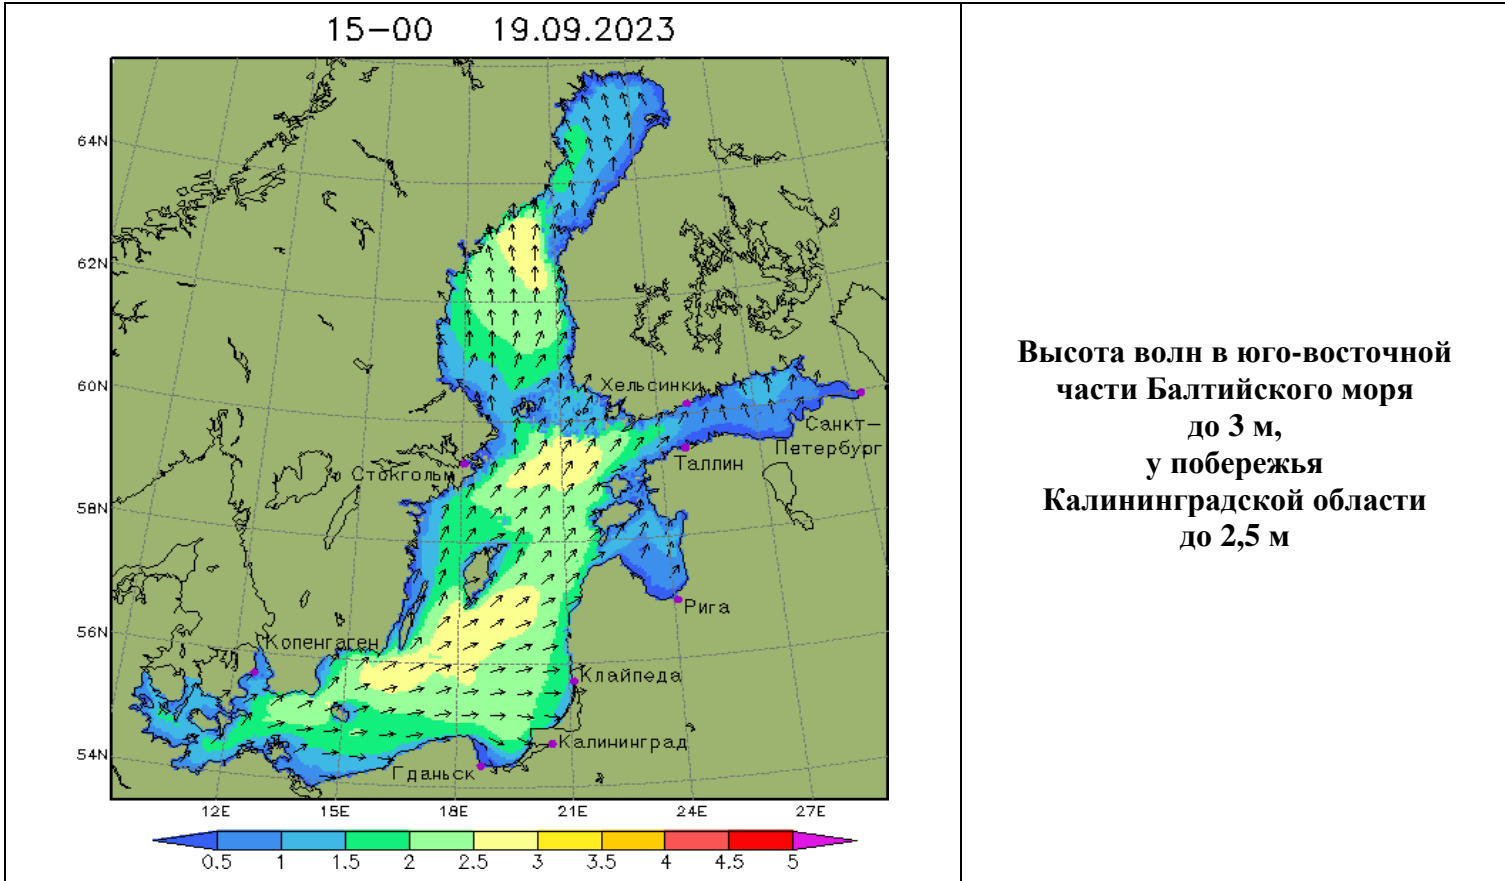 15-00 19.09.2023
64N
62N
60N
58N
56N
54N
Хельсинки
Санкт-
Петербург
Таллин
Стокгольм
Рига
Копенгаген
Клайпеда
Калининград
Гданьск
12E 15E 18E 21E 24E 27E
0.5 1 1.5 2 2.5 3 3.5 4 4.5 5
Высота волн в юго-восточной
части Балтийского моря
до 3 м,
у побережья
Калининградской области
до 2,5 м